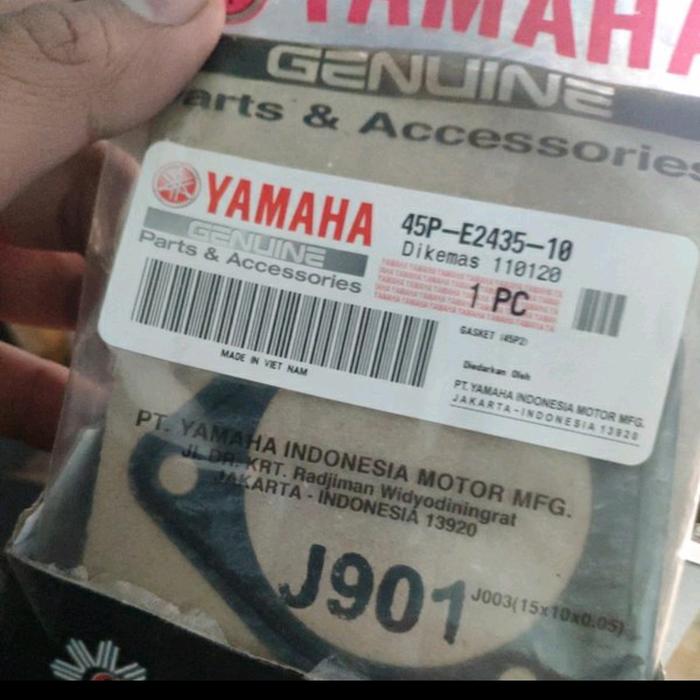 YAMAHA
GENUINE
Parts & Accessories
YAMAHA
GENUINE
Parts & Accessories
45P-E2435-10
Dikemas 110120
1 PC
GASKET (45P2)
MADE IN VIET NAM
Diedarkan Oleh
PT. YAMAHA INDONESIA MOTOR MFG.
JAKARTA-INDONESIA 13920
PT. YAMAHA INDONESIA MOTOR MFG.
JL. DR. KRT. Radjiman Widyodiningrat
JAKARTA - INDONESIA 13920
J901
J003(15x10x0.05)